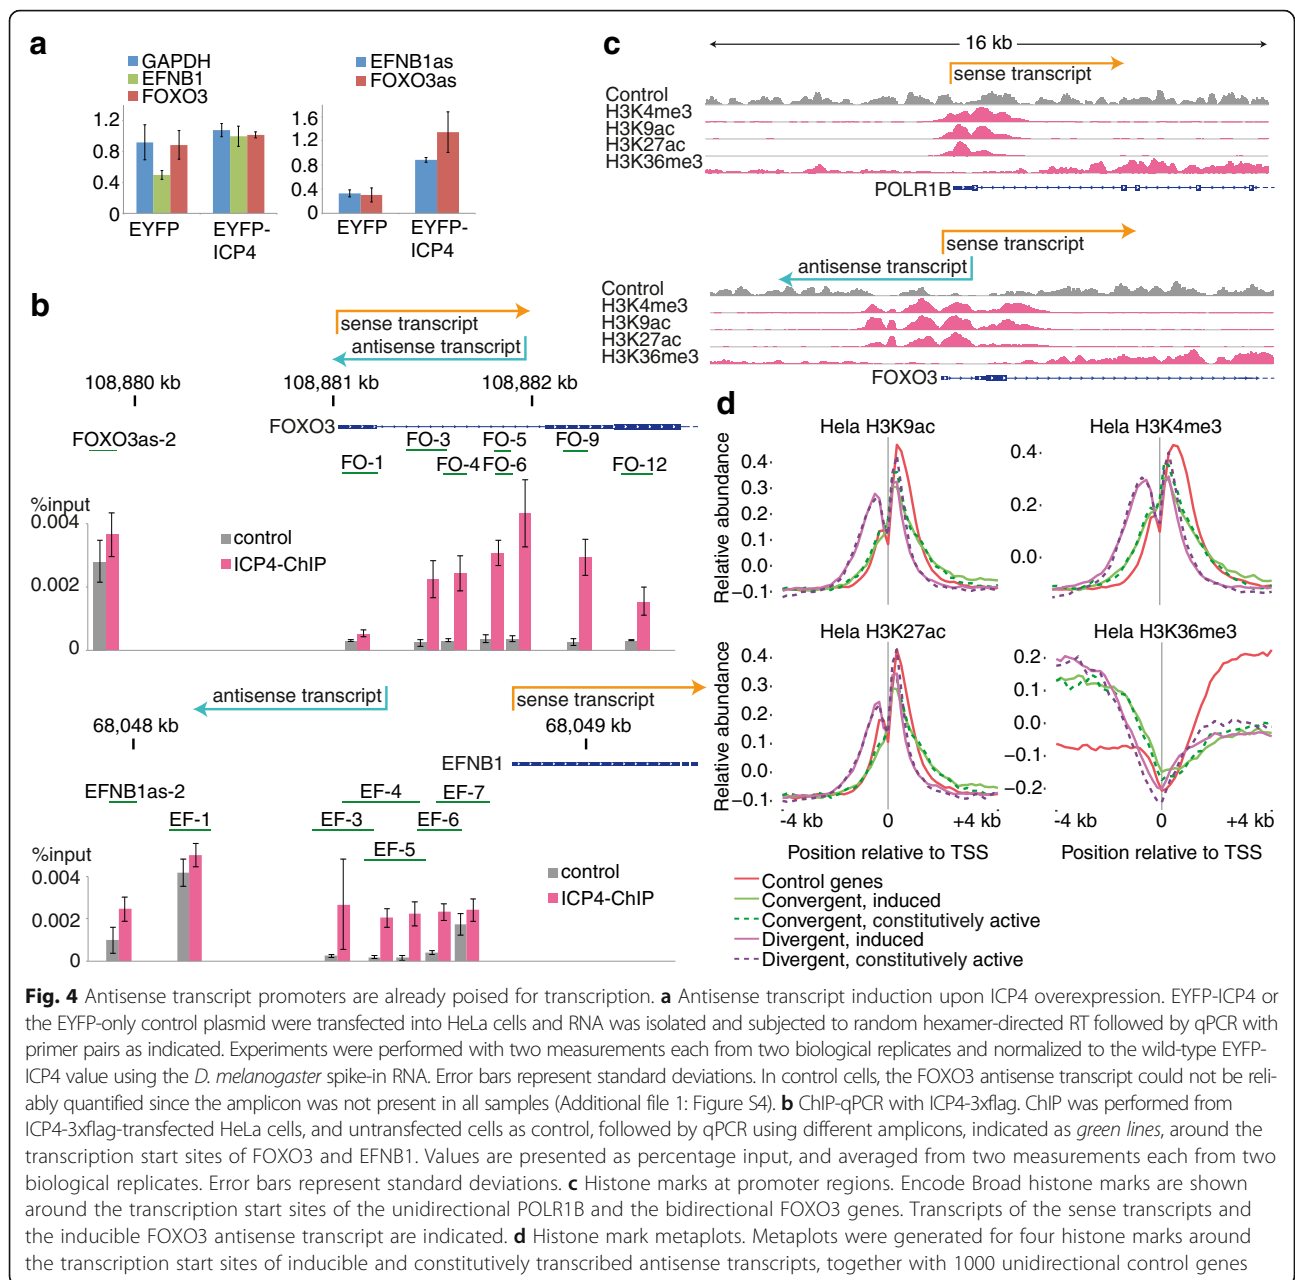 a
GAPDH
EFNB1
FOXO3
1.2
0.8
0.4
0
EYFP
EYFP-
ICP4
EFNB1as
FOXO3as
1.6
1.2
0.8
0.4
0
EYFP
EYFP-
ICP4
b
sense transcript
antisense transcript
108,880 kb
108,881 kb
108,882 kb
FOXO3
FOXO3as-2
FO-3
FO-5
FO-9
FO-1
FO-4
FO-6
FO-12
%input
0.004
0.002
0
control
ICP4-ChIP
antisense transcript
sense transcript
68,048 kb
68,049 kb
EFNB1
EFNB1as-2
EF-4
EF-7
EF-1
EF-3
EF-6
EF-5
%input
0.004
0.002
0
control
ICP4-ChIP
c
16 kb
sense transcript
Control
H3K4me3
H3K9ac
H3K27ac
H3K36me3
POLR1B
sense transcript
antisense transcript
Control
H3K4me3
H3K9ac
H3K27ac
H3K36me3
FOXO3
d
Hela H3K9ac
Relative abundance
0.4
0.3
0.2
0.1
0.0
−0.1
Hela H3K4me3
0.4
0.2
0.0
Hela H3K27ac
Relative abundance
0.4
0.3
0.2
0.1
0.0
−0.1
-4 kb
0
+4 kb
Position relative to TSS
Hela H3K36me3
0.2
0.1
0.0
−0.1
−0.2
-4 kb
0
+4 kb
Position relative to TSS
Control genes
Convergent, induced
Convergent, constitutively active
Divergent, induced
Divergent, constitutively active
Fig. 4 Antisense transcript promoters are already poised for transcription. a Antisense transcript induction upon ICP4 overexpression. EYFP-ICP4 or
the EYFP-only control plasmid were transfected into HeLa cells and RNA was isolated and subjected to random hexamer-directed RT followed by qPCR with
primer pairs as indicated. Experiments were performed with two measurements each from two biological replicates and normalized to the wild-type EYFP-
ICP4 value using the D. melanogaster spike-in RNA. Error bars represent standard deviations. In control cells, the FOXO3 antisense transcript could not be reli-
ably quantified since the amplicon was not present in all samples (Additional file 1: Figure S4). b ChIP-qPCR with ICP4-3xflag. ChIP was performed from
ICP4-3xflag-transfected HeLa cells, and untransfected cells as control, followed by qPCR using different amplicons, indicated as green lines, around the
transcription start sites of FOXO3 and EFNB1. Values are presented as percentage input, and averaged from two measurements each from two
biological replicates. Error bars represent standard deviations. c Histone marks at promoter regions. Encode Broad histone marks are shown
around the transcription start sites of the unidirectional POLR1B and the bidirectional FOXO3 genes. Transcripts of the sense transcripts and
the inducible FOXO3 antisense transcript are indicated. d Histone mark metaplots. Metaplots were generated for four histone marks around
the transcription start sites of inducible and constitutively transcribed antisense transcripts, together with 1000 unidirectional control genes